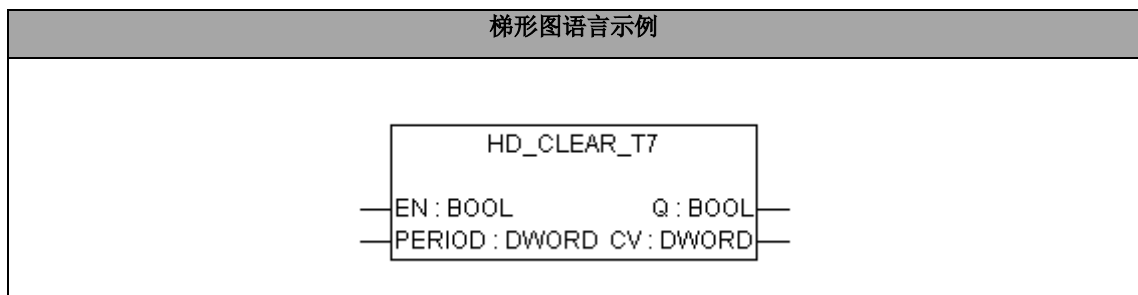 梯形图语言示例
HD_CLEAR_T7
EN : BOOL Q : BOOL
PERIOD : DWORD CV : DWORD